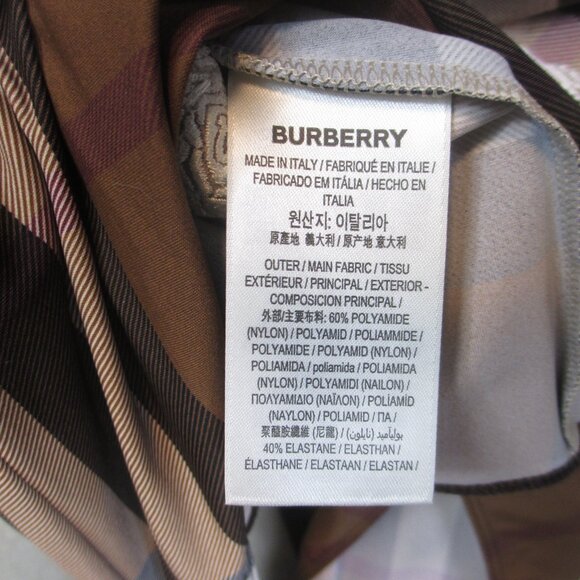 BURBERRY
MADE IN ITALY / FABRIQUÉ EN ITALIE /
FABRICADO EM ITÁLIA / HECHO EN
ITALIA
원산지: 이탈리아
原產地 義大利 / 原产地 意大利
OUTER / MAIN FABRIC / TISSU
EXTÉRIEUR / PRINCIPAL / EXTERIOR -
COMPOSICION PRINCIPAL /
外部/主要布料: 60% POLYAMIDE
(NYLON) / POLYAMID / POLIAMMIDE /
POLYAMIDE / POLYAMID (NYLON) /
POLIAMIDA / poliamida / POLIAMIDA
(NYLON) / POLYAMIDI (NAILON) /
ΠΟΛΥΑΜΙΔΙΟ (ΝΑΪΛΟΝ) / POLÍAMÍÐ
(NAYLON) / POLIAMID / ПА /
聚醯胺纖維 (尼龍) / بولياميد (نايلون) /
40% ELASTANE / ELASTHAN /
ÉLASTHANNE / ELASTAAN / ELASTAN /